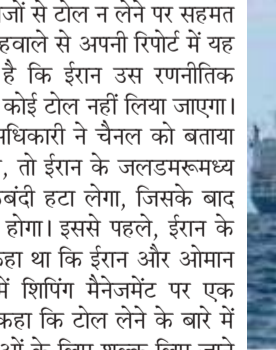 जों से टोल न लेने पर सहमत
हवाले से अपनी रिपोर्ट में यह
है कि ईरान उस रणनीतिक
कोई टोल नहीं लिया जाएगा।
धिकारी ने चैनल को बताया
, तो ईरान के जलडमरूमध्य
बंदी हटा लेगा, जिसके बाद
होगा। इससे पहले, ईरान के
कहा था कि ईरान और ओमान
में शिपिंग मैनेजमेंट पर एक
कहा कि टोल लेने के बारे में